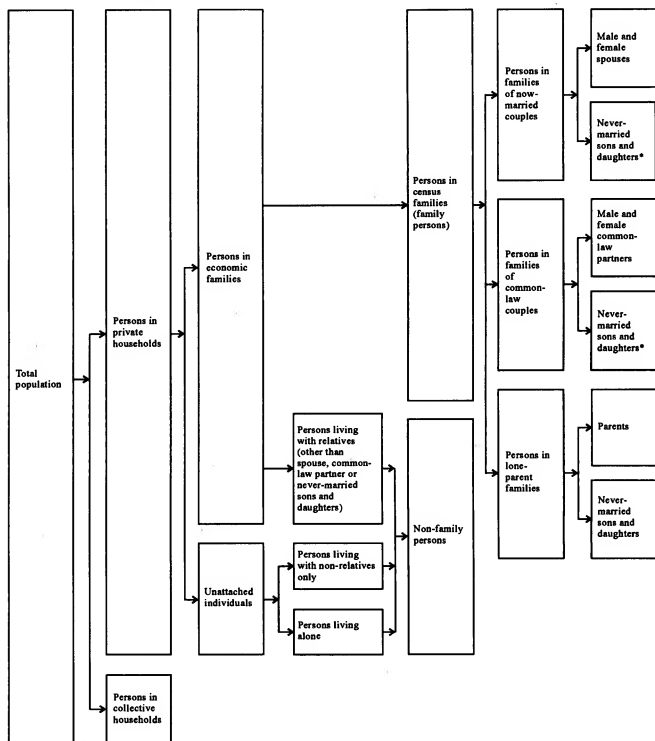 Total
population
Persons in
private
households
Persons in
collective
households
Persons in
economic
families
Unattached
individuals
Persons living
with relatives
(other than
spouse, common-
law partner or
never-married
sons and
daughters)
Persons living
with non-relatives
only
Persons living
alone
Persons in
census
families
(family
persons)
Non-family
persons
Persons in
families
of now-
married
couples
Persons in
families
of
common-
law
couples
Persons in
lone-
parent
families
Male and
female
spouses
Never-
married
sons and
daughters*
Male and
female
common-
law
partners
Never-
married
sons and
daughters*
Parents
Never-
married
sons and
daughters